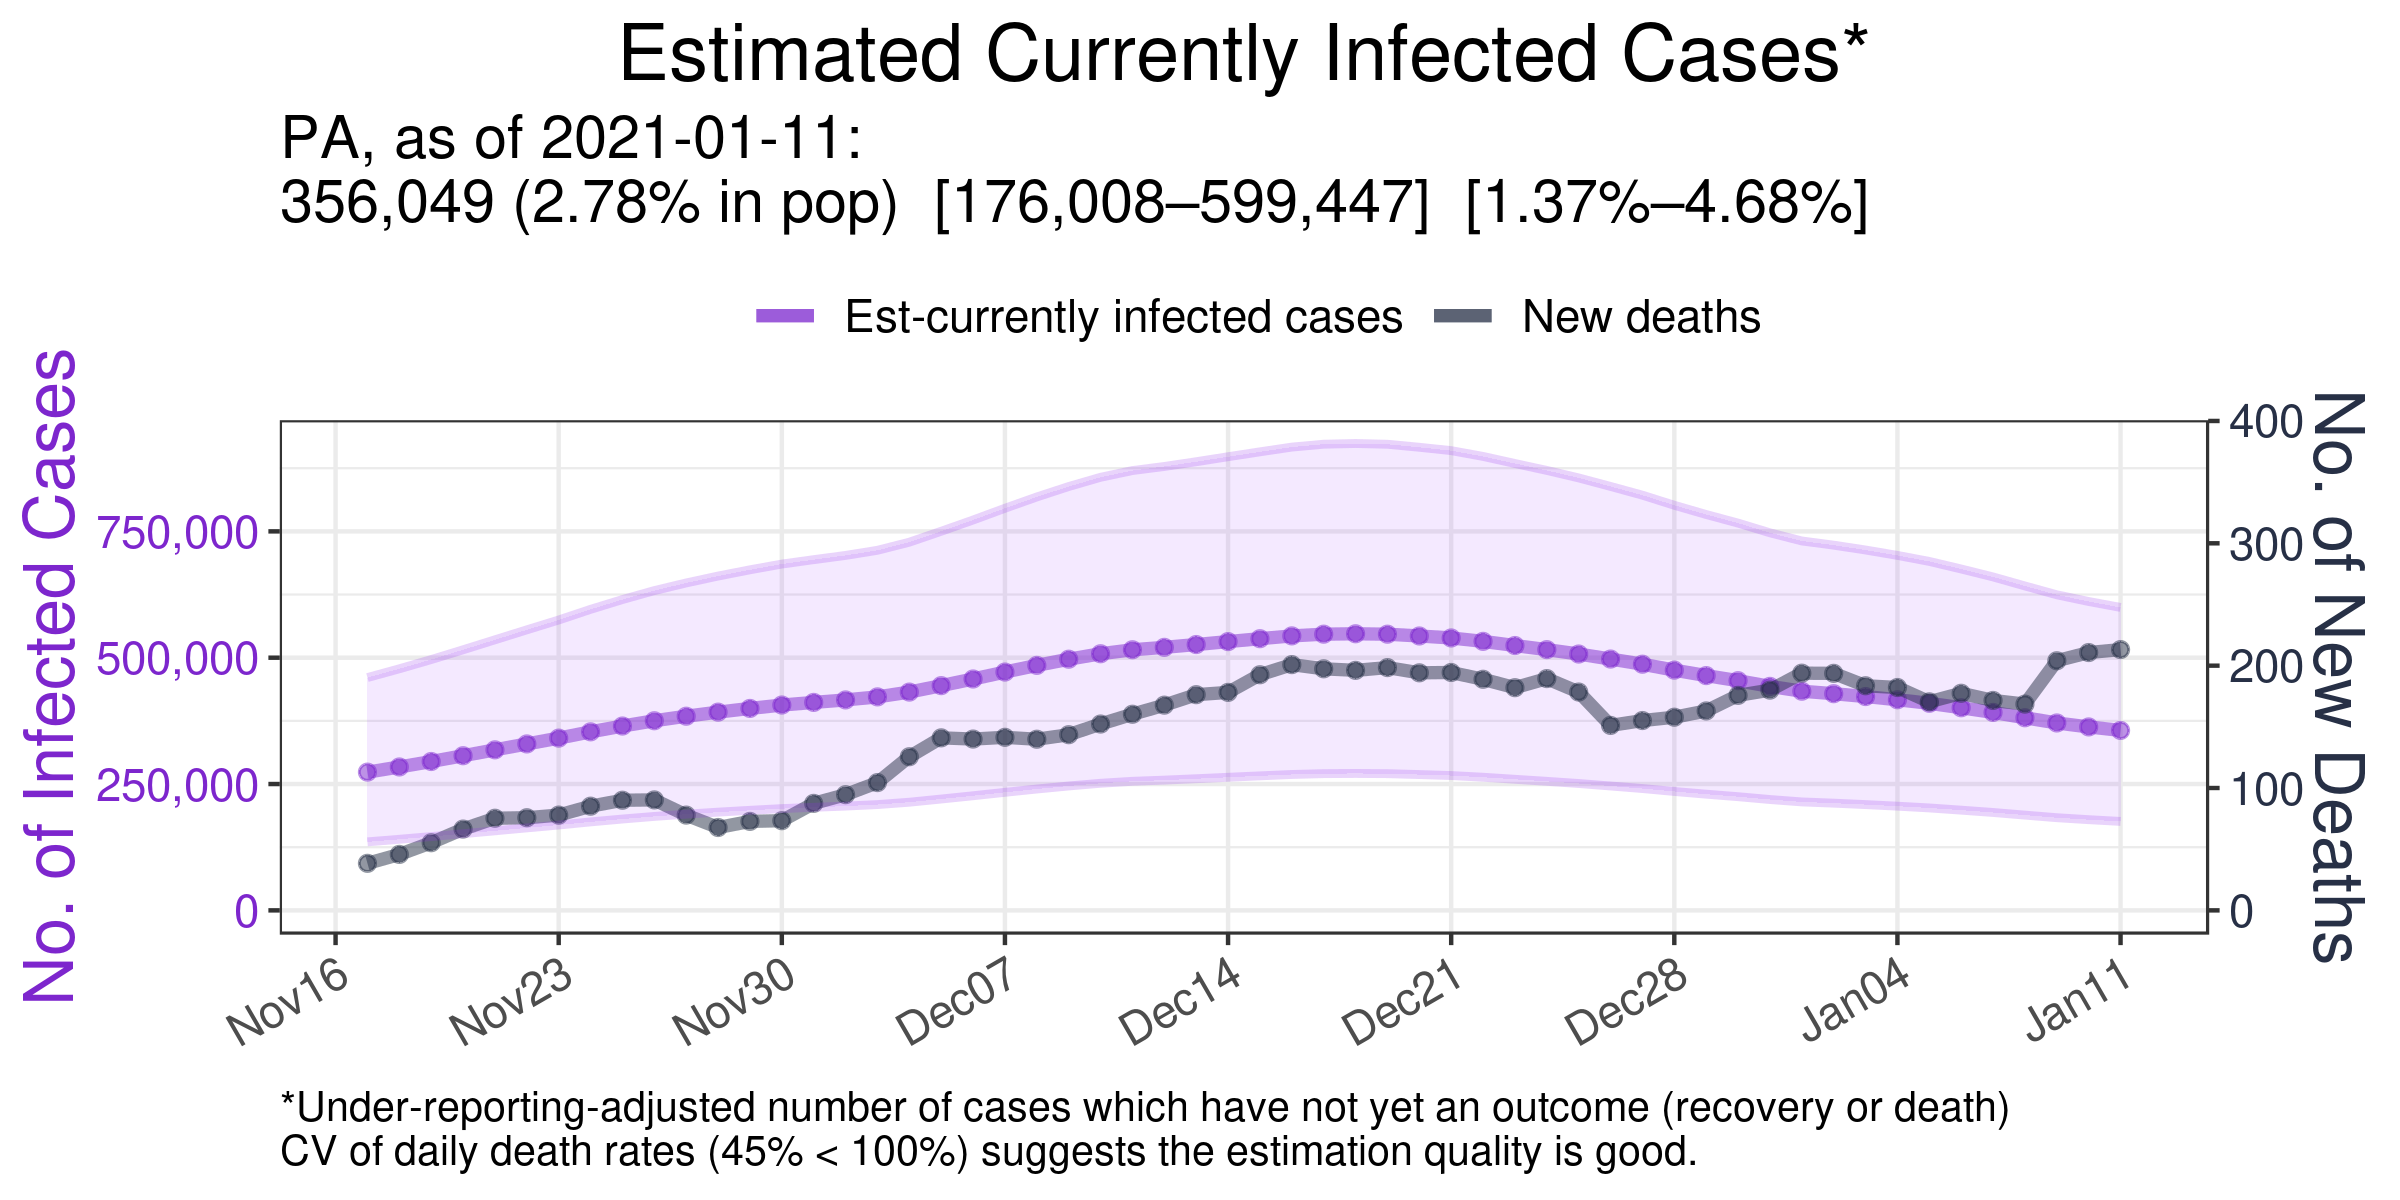 Estimated Currently Infected Cases*
PA, as of 2021-01-11:
356,049 (2.78% in pop)  [176,008–599,447]  [1.37%–4.68%]
Est-currently infected cases
New deaths
No. of Infected Cases
750,000
500,000
250,000
0
400
300
200
100
0
No. of New Deaths
Nov16
Nov23
Nov30
Dec07
Dec14
Dec21
Dec28
Jan04
Jan11
*Under-reporting-adjusted number of cases which have not yet an outcome (recovery or death)
CV of daily death rates (45% < 100%) suggests the estimation quality is good.